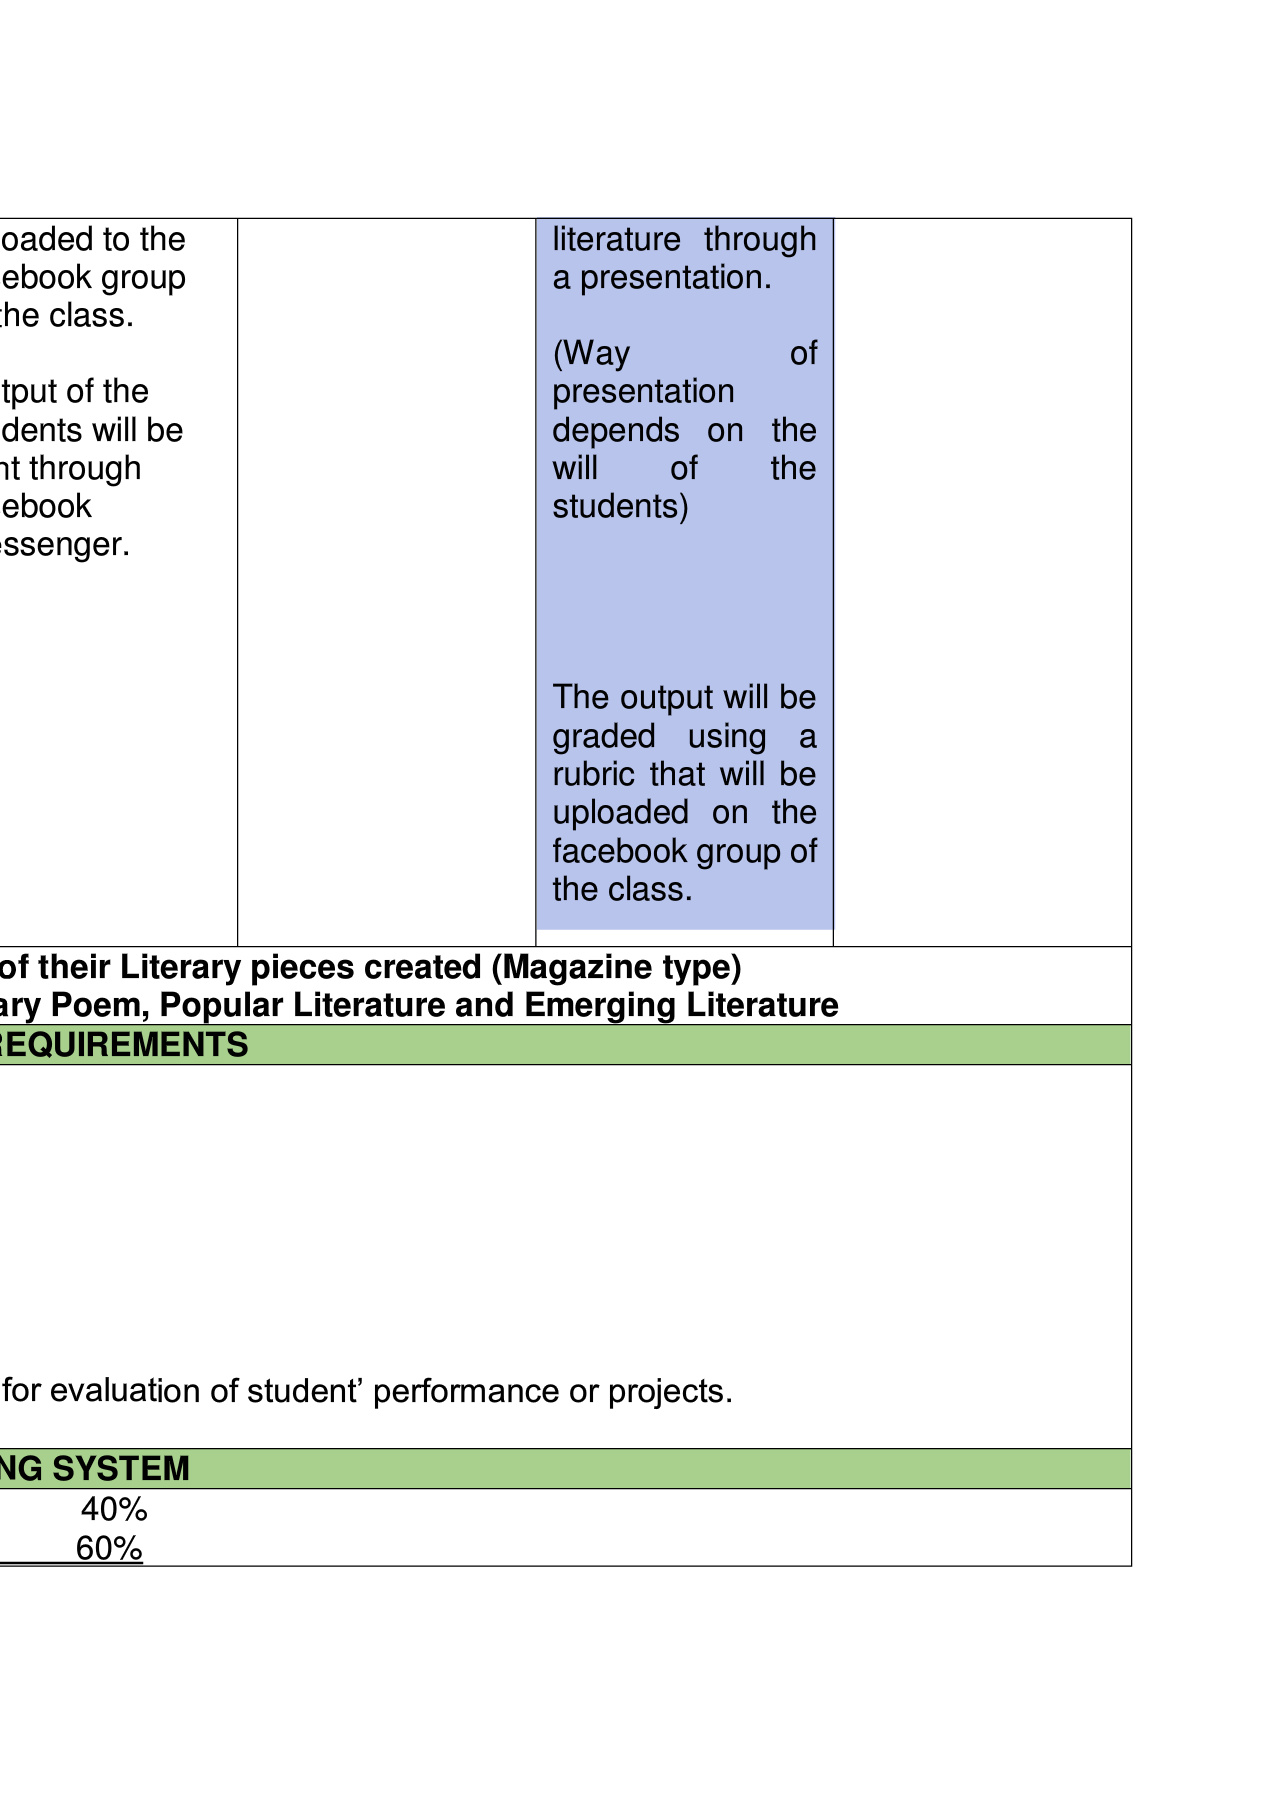 oaded to the
ebook group
the class.
tput of the
dents will be
nt through
ebook
essenger.
literature through
a presentation.
(Way of
presentation
depends on the
will of the
students)
The output will be
graded using a
rubric that will be
uploaded on the
facebook group of
the class.
of their Literary pieces created (Magazine type)
ary Poem, Popular Literature and Emerging Literature
REQUIREMENTS
for evaluation of student’ performance or projects.
NG SYSTEM
40%
60%